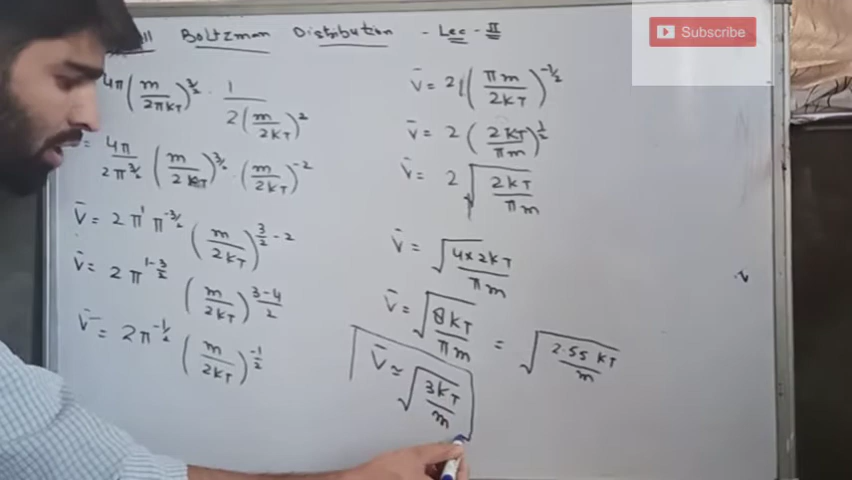 Boltzman Distribution - Lec - II
Subscribe
4π (m/2πkT)^3/2 · 1/2(m/2kT)^2
= 4π/2π^3/2 (m/2kT)^3/2 · (m/2kT)^-2
V̄ = 2π^1 π^-3/2 (m/2kT)^3/2 - 2
V̄ = 2π^1-3/2 (m/2kT)^3-4/2
V̄ = 2π^-1/2 (m/2kT)^-1/2
V̄ = 2 (πm/2kT)^-1/2
V̄ = 2 (2kT/πm)^1/2
V̄ = 2 √2kT/πm
V̄ = √4×2kT/πm
V̄ = √8kT/πm = √2.55 kT/m
V̄ ≃ √3kT/m